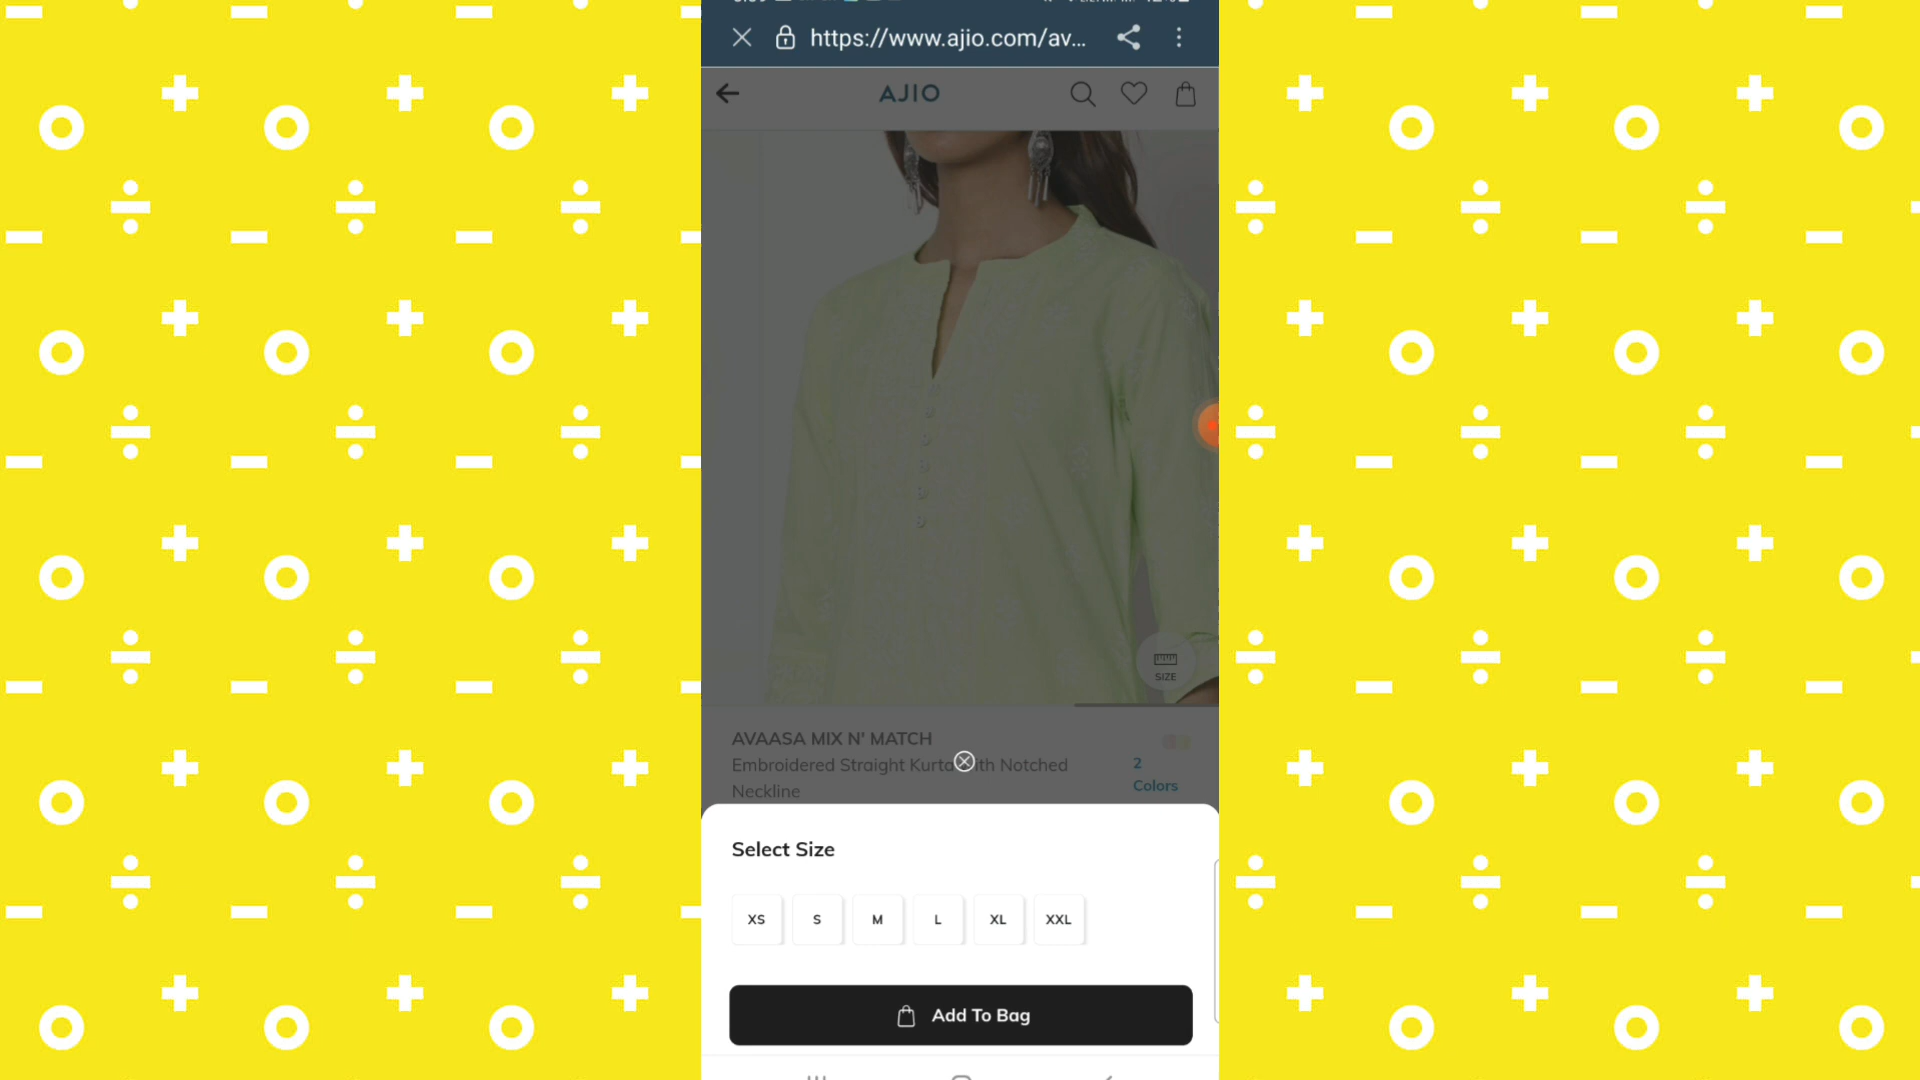 https://www.ajio.com/av...
AJIO
SIZE
AVAASA MIX N' MATCH
Embroidered Straight Kurta ith Notched
Neckline
2
Colors
Select Size
XS S M L XL XXL
Add To Bag